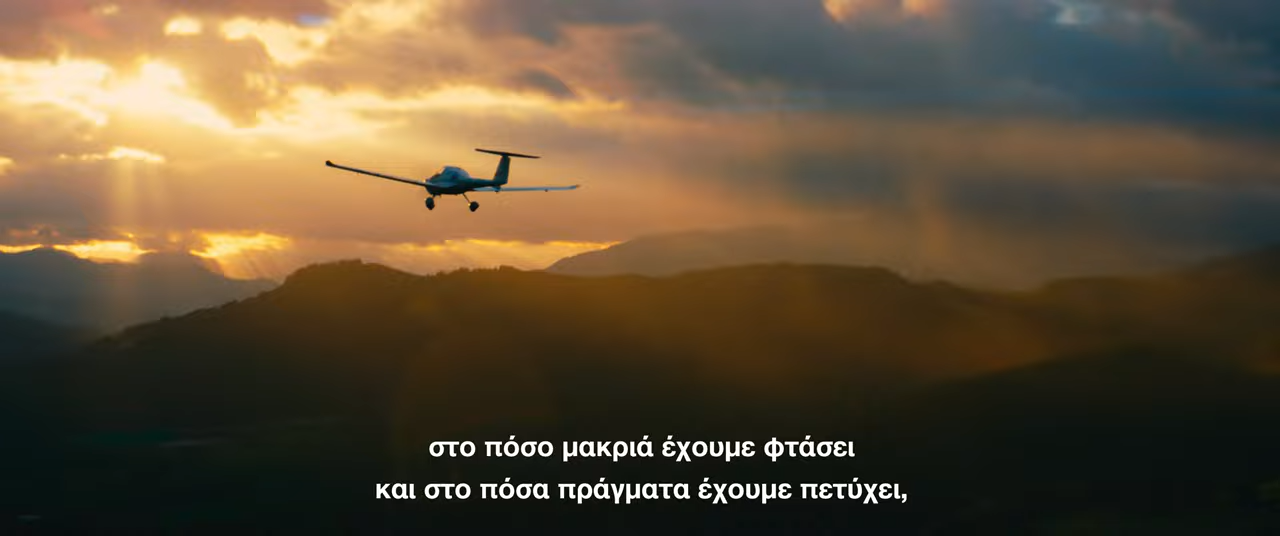 στο πόσο μακριά έχουμε φτάσει
και στο πόσα πράγματα έχουμε πετύχει,